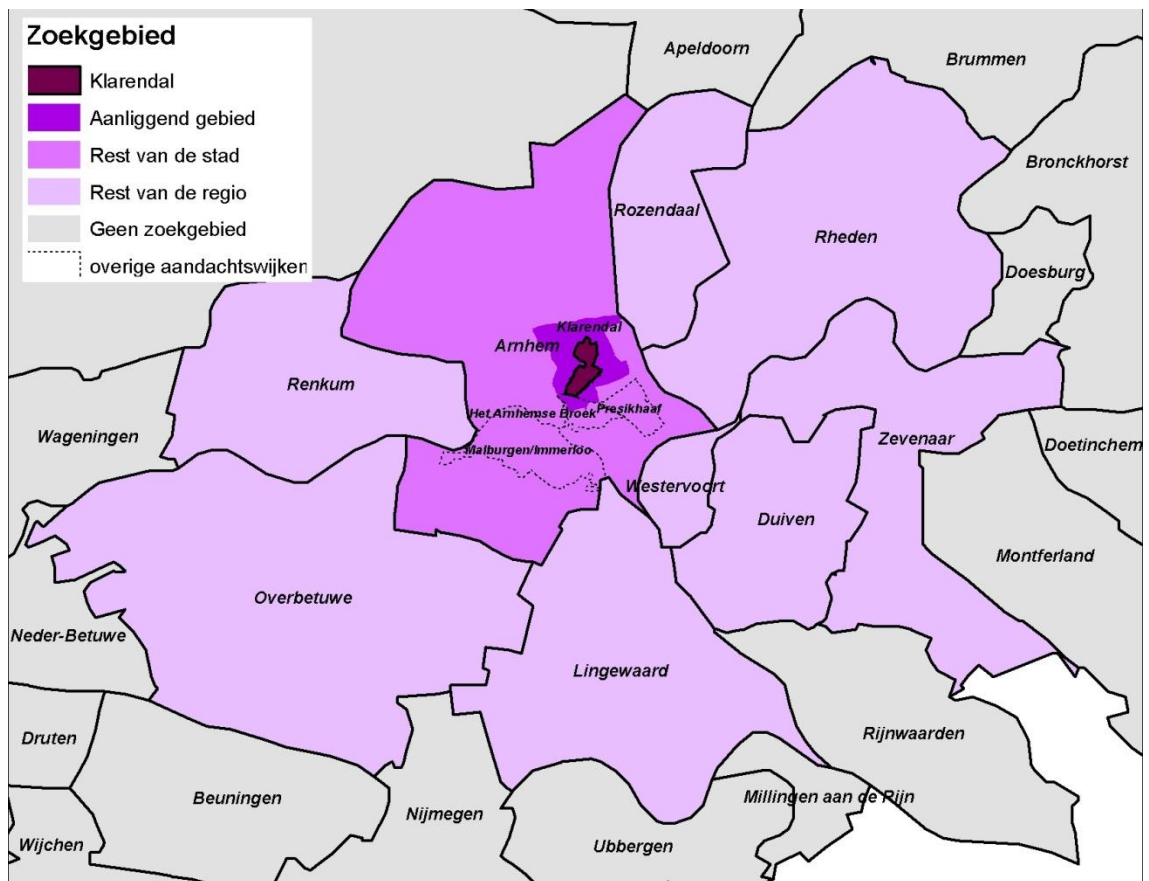 Zoekgebied
Klarendal
Aanliggend gebied
Rest van de stad
Rest van de regio
Geen zoekgebied
overige aandachtswijken
Apeldoorn
Brummen
Bronckhorst
Rozendaal
Rheden
Doesburg
Klarendal
Arnhem
Renkum
Het Arnhemse Broek
Presikhaaf
Wageningen
Zevenaar
Doetinchem
Malburgen/Immerloo
Westervoort
Duiven
Montferland
Overbetuwe
Neder-Betuwe
Lingewaard
Druten
Rijnwaarden
Beuningen
Millingen aan de Rijn
Nijmegen
Wijchen
Ubbergen